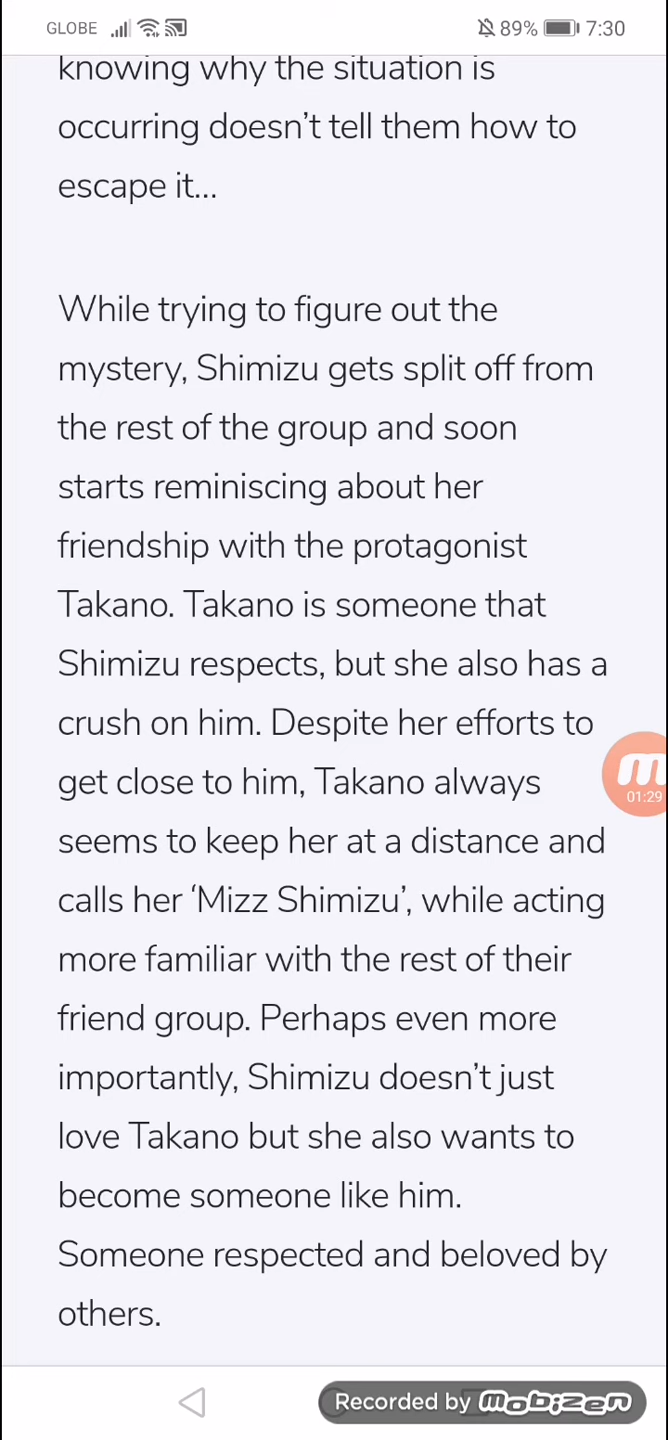 GLOBE 89% 7:30
knowing why the situation is
occurring doesn't tell them how to
escape it...
While trying to figure out the
mystery, Shimizu gets split off from
the rest of the group and soon
starts reminiscing about her
friendship with the protagonist
Takano. Takano is someone that
Shimizu respects, but she also has a
crush on him. Despite her efforts to
get close to him, Takano always
seems to keep her at a distance and
calls her ‘Mizz Shimizu’, while acting
more familiar with the rest of their
friend group. Perhaps even more
importantly, Shimizu doesn't just
love Takano but she also wants to
become someone like him.
Someone respected and beloved by
others.
m
01:29
Recorded by mobizen